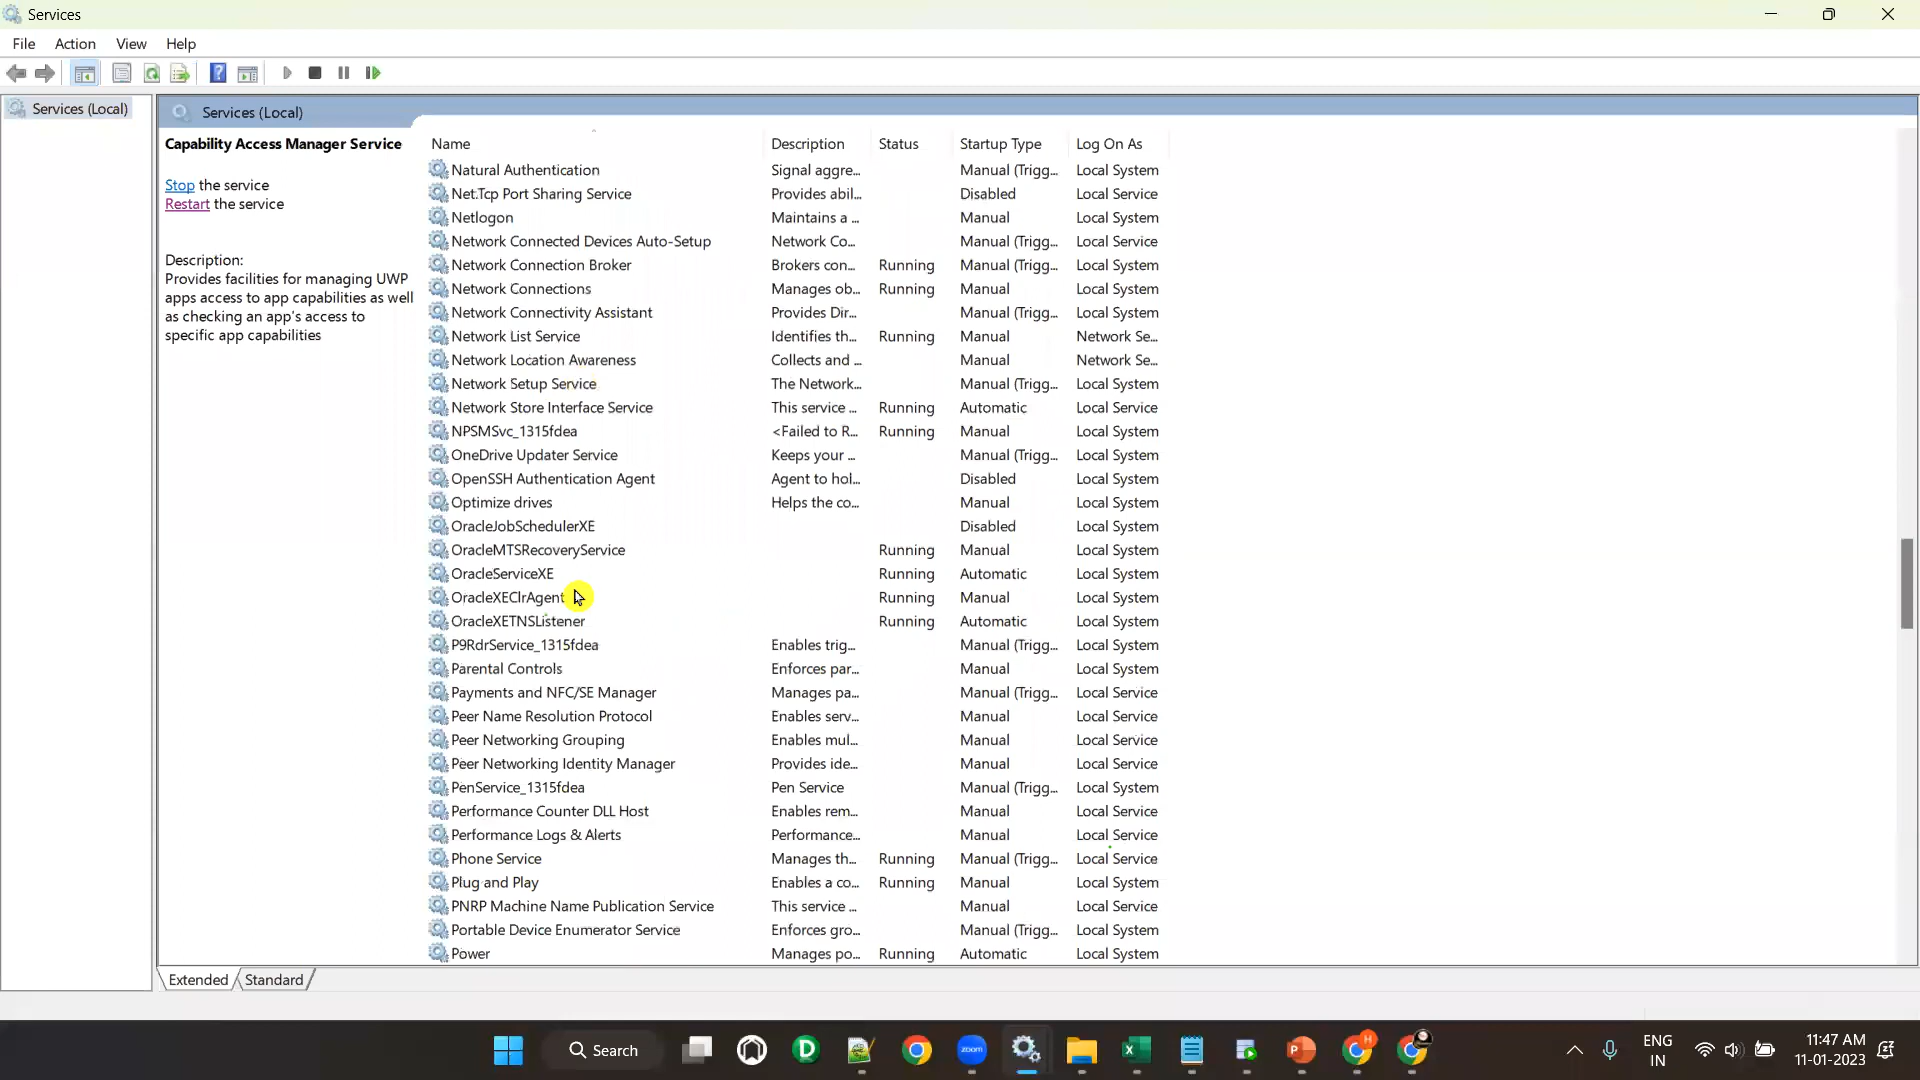 Services
File Action View Help
Services (Local)
Services (Local)
Capability Access Manager Service
Stop the service
Restart the service
Description:
Provides facilities for managing UWP
apps access to app capabilities as well
as checking an app's access to
specific app capabilities
Name Description Status Startup Type Log On As
Natural Authentication Signal aggre... Manual (Trigg... Local System
Net.Tcp Port Sharing Service Provides abil... Disabled Local Service
Netlogon Maintains a ... Manual Local System
Network Connected Devices Auto-Setup Network Co... Manual (Trigg... Local Service
Network Connection Broker Brokers con... Running Manual (Trigg... Local System
Network Connections Manages ob... Running Manual Local System
Network Connectivity Assistant Provides Dir... Manual (Trigg... Local System
Network List Service Identifies th... Running Manual Network Se...
Network Location Awareness Collects and ... Manual Network Se...
Network Setup Service The Network... Manual (Trigg... Local System
Network Store Interface Service This service ... Running Automatic Local Service
NPSMSvc_1315fdea <Failed to R... Running Manual Local System
OneDrive Updater Service Keeps your ... Manual (Trigg... Local System
OpenSSH Authentication Agent Agent to hol... Disabled Local System
Optimize drives Helps the co... Manual Local System
OracleJobSchedulerXE Disabled Local System
OracleMTSRecoveryService Running Manual Local System
OracleServiceXE Running Automatic Local System
OracleXEClrAgent Running Manual Local System
OracleXETNSListener Running Automatic Local System
P9RdrService_1315fdea Enables trig... Manual (Trigg... Local System
Parental Controls Enforces par... Manual Local System
Payments and NFC/SE Manager Manages pa... Manual (Trigg... Local Service
Peer Name Resolution Protocol Enables serv... Manual Local Service
Peer Networking Grouping Enables mul... Manual Local Service
Peer Networking Identity Manager Provides ide... Manual Local Service
PenService_1315fdea Pen Service Manual (Trigg... Local System
Performance Counter DLL Host Enables rem... Manual Local Service
Performance Logs & Alerts Performance... Manual Local Service
Phone Service Manages th... Running Manual (Trigg... Local Service
Plug and Play Enables a co... Running Manual Local System
PNRP Machine Name Publication Service This service ... Manual Local Service
Portable Device Enumerator Service Enforces gro... Manual (Trigg... Local System
Power Manages po... Running Automatic Local System
Extended Standard
Search
zoom
ENG
IN
11:47 AM
11-01-2023